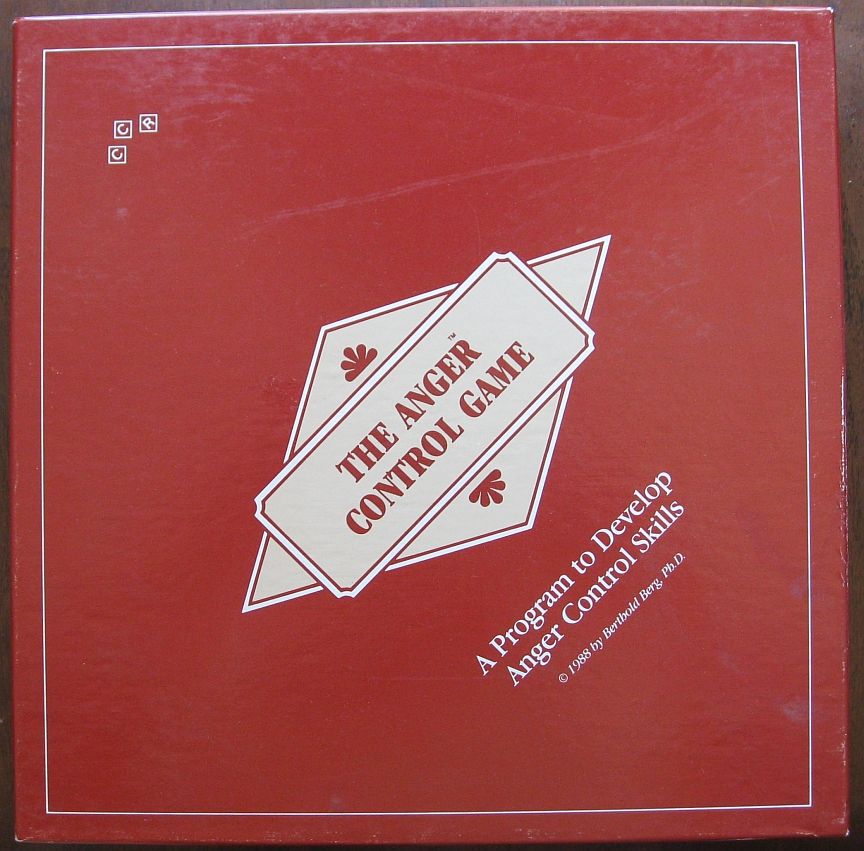 C C R
THE ANGER™
CONTROL GAME
A Program to Develop
Anger Control Skills
© 1988 by Berthold Berg, Ph.D.